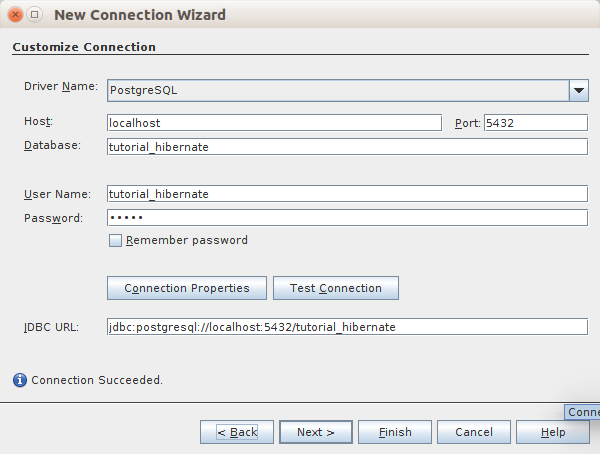 New Connection Wizard
Customize Connection
Driver Name: PostgreSQL
Host: localhost Port: 5432
Database: tutorial_hibernate
User Name: tutorial_hibernate
Password: •••••
Remember password
Connection Properties Test Connection
JDBC URL: jdbc:postgresql://localhost:5432/tutorial_hibernate
Connection Succeeded.
Conne
< Back Next > Finish Cancel Help